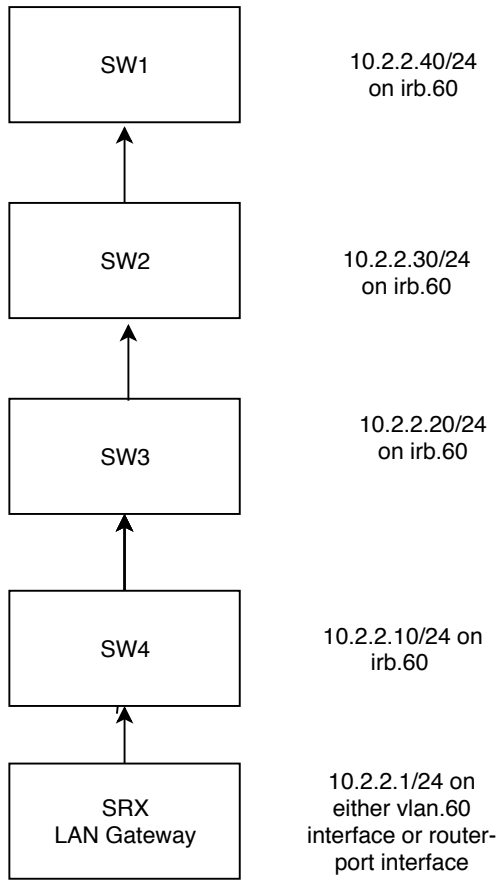 SW1
10.2.2.40/24
on irb.60
SW2
10.2.2.30/24
on irb.60
SW3
10.2.2.20/24
on irb.60
SW4
10.2.2.10/24 on
irb.60
SRX
LAN Gateway
10.2.2.1/24 on
either vlan.60
interface or router-
port interface